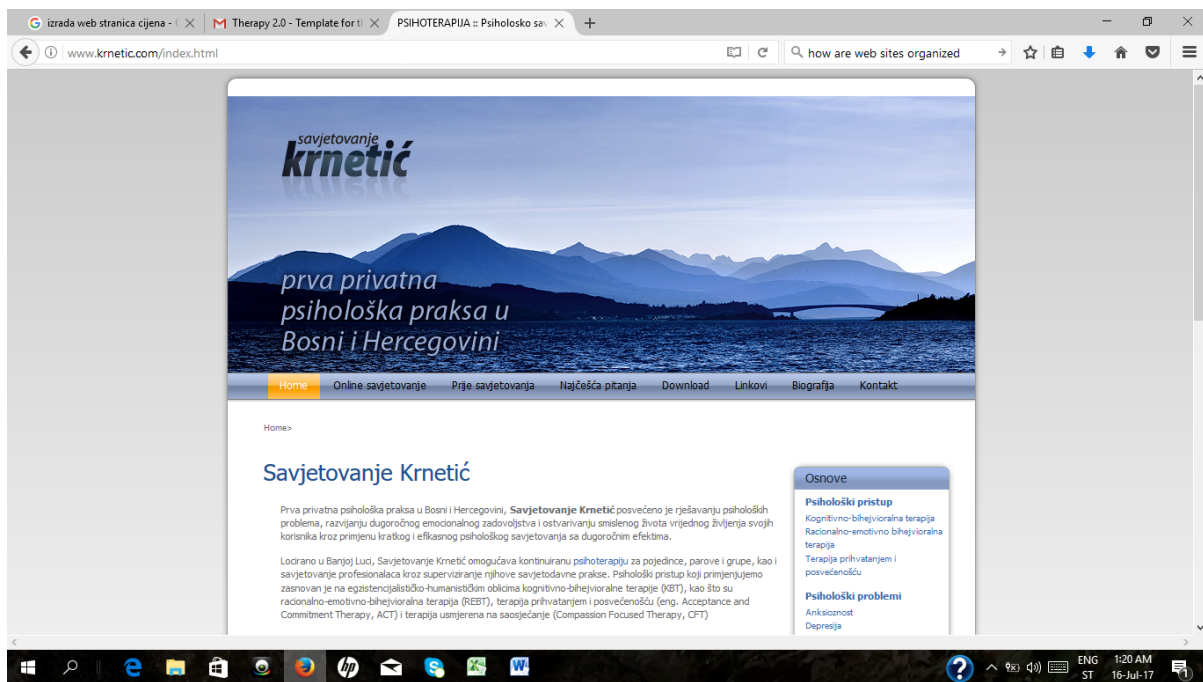 izrada web stranica cijena -
Therapy 2.0 - Template for t
PSIHOTERAPIJA :: Psiholosko sav
www.krnetic.com/index.html
how are web sites organized
savjetovanje
krnetić
prva privatna
psihološka praksa u
Bosni i Hercegovini
Home Online savjetovanje Prije savjetovanja Najčešća pitanja Download Linkovi Biografija Kontakt
Home>
Savjetovanje Krnetić
Prva privatna psihološka praksa u Bosni i Hercegovini, Savjetovanje Krnetić posvećeno je rješavanju psiholoških
problema, razvijanju dugoročnog emocionalnog zadovoljstva i ostvarivanju smislenog života vrijednog življenja svojih
korisnika kroz primjenu kratkog i efikasnog psihološkog savjetovanja sa dugoročnim efektima.
Locirano u Banjoj Luci, Savjetovanje Krnetić omogućava kontinuiranu psihoterapiju za pojedince, parove i grupe, kao i
savjetovanje profesionalaca kroz superviziranje njihove savjetodavne prakse. Psihološki pristup koji primjenjujemo
zasnovan je na egzistencijalističko-humanističkim oblicima kognitivno-bihejvioralne terapije (KBT), kao što su
racionalno-emotivno-bihejvioralna terapija (REBT), terapija prihvatanjem i posvećenošću (eng. Acceptance and
Commitment Therapy, ACT) i terapija usmjerena na saosjećanje (Compassion Focused Therapy, CFT)
Osnove
Psihološki pristup
Kognitivno-bihejvioralna terapija
Racionalno-emotivno bihejvioralna
terapija
Terapija prihvatanjem i
posvećenošću
Psihološki problemi
Anksioznost
Depresija
ENG
ST
1:20 AM
16-Jul-17